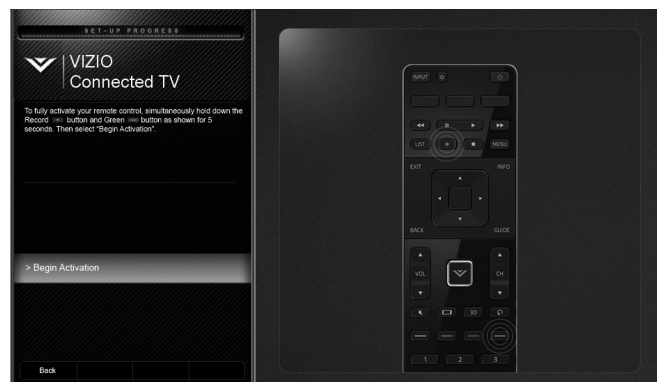 SET-UP PROGRESS
VIZIO
Connected TV
To fully activate your remote control, simultaneously hold down the
Record button and Green button as shown for 5
seconds. Then select "Begin Activation".
> Begin Activation
Back
INPUT
LIST
MENU
EXIT
INFO
BACK
GUIDE
VOL
CH
3D
1
2
3